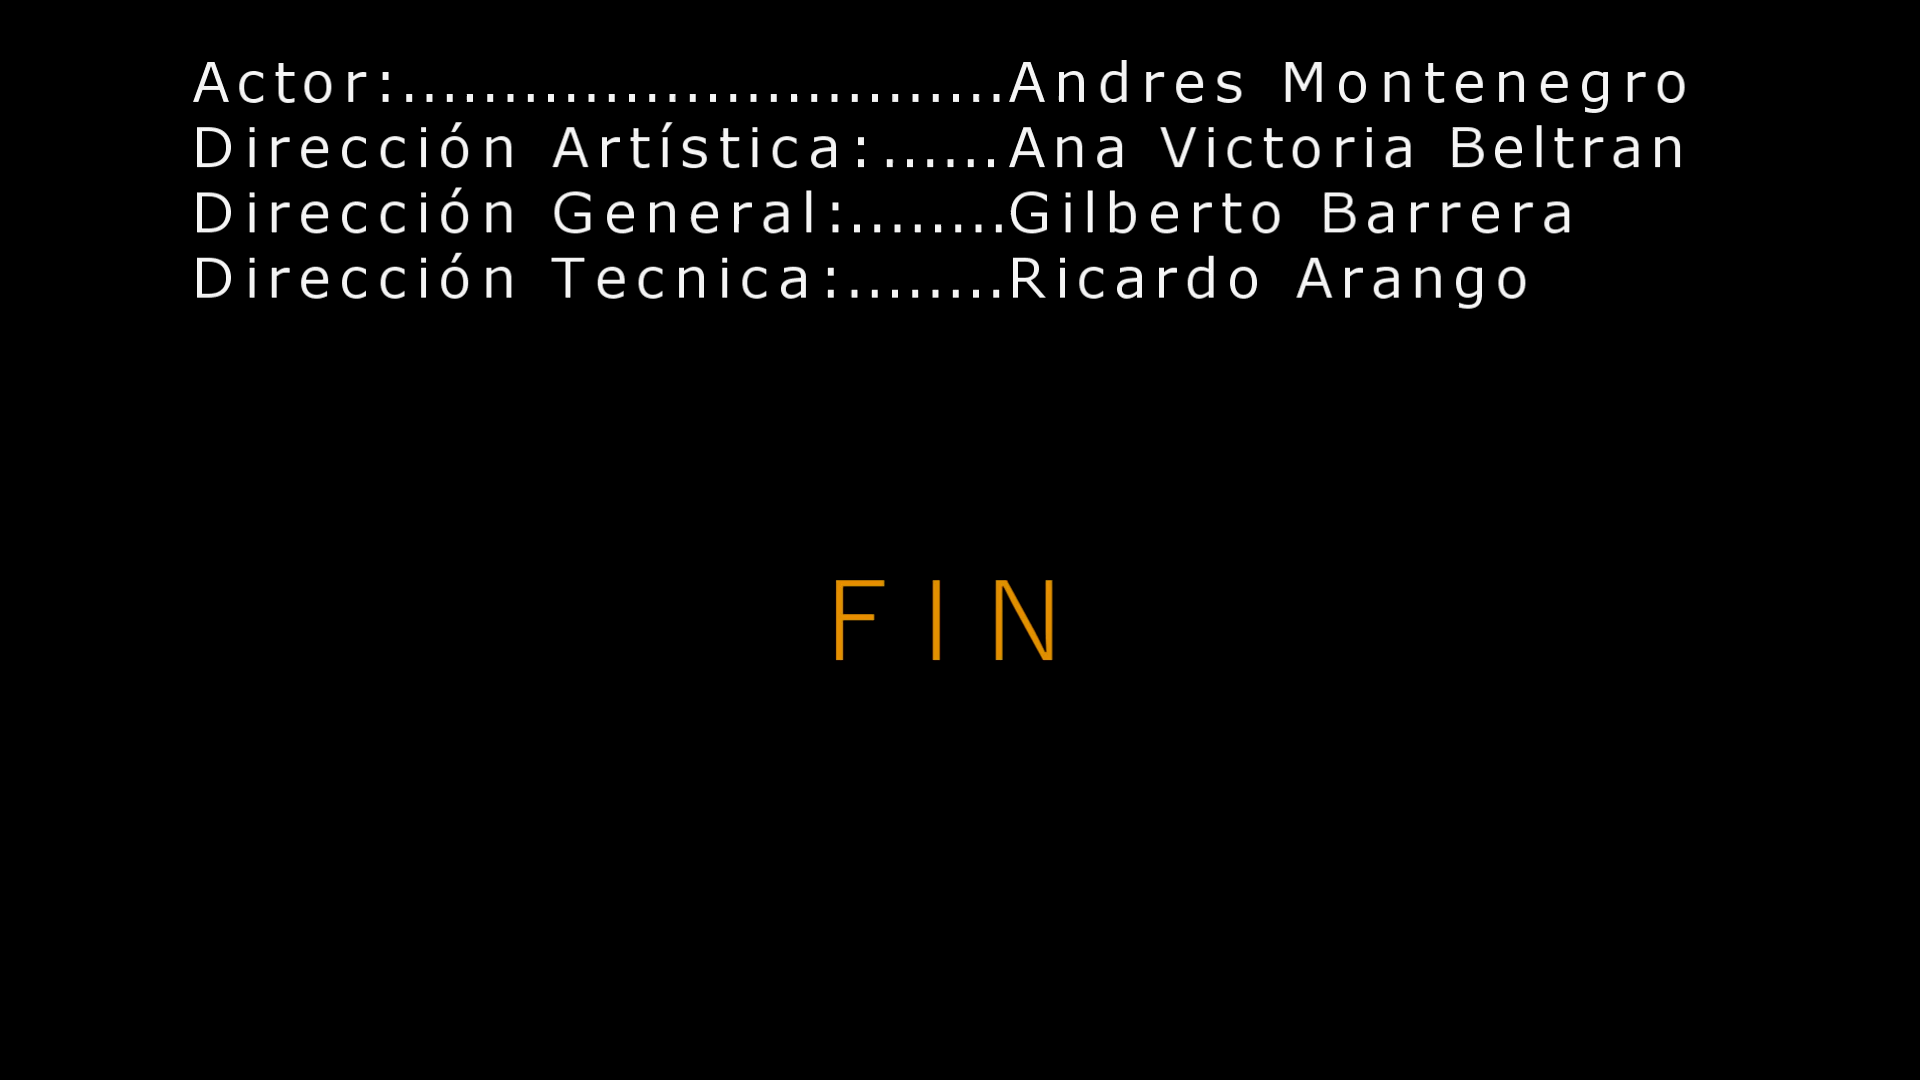 Actor:..............................Andres Montenegro
Dirección Artística:......Ana Victoria Beltran
Dirección General:........Gilberto Barrera
Dirección Tecnica:........Ricardo Arango
FIN